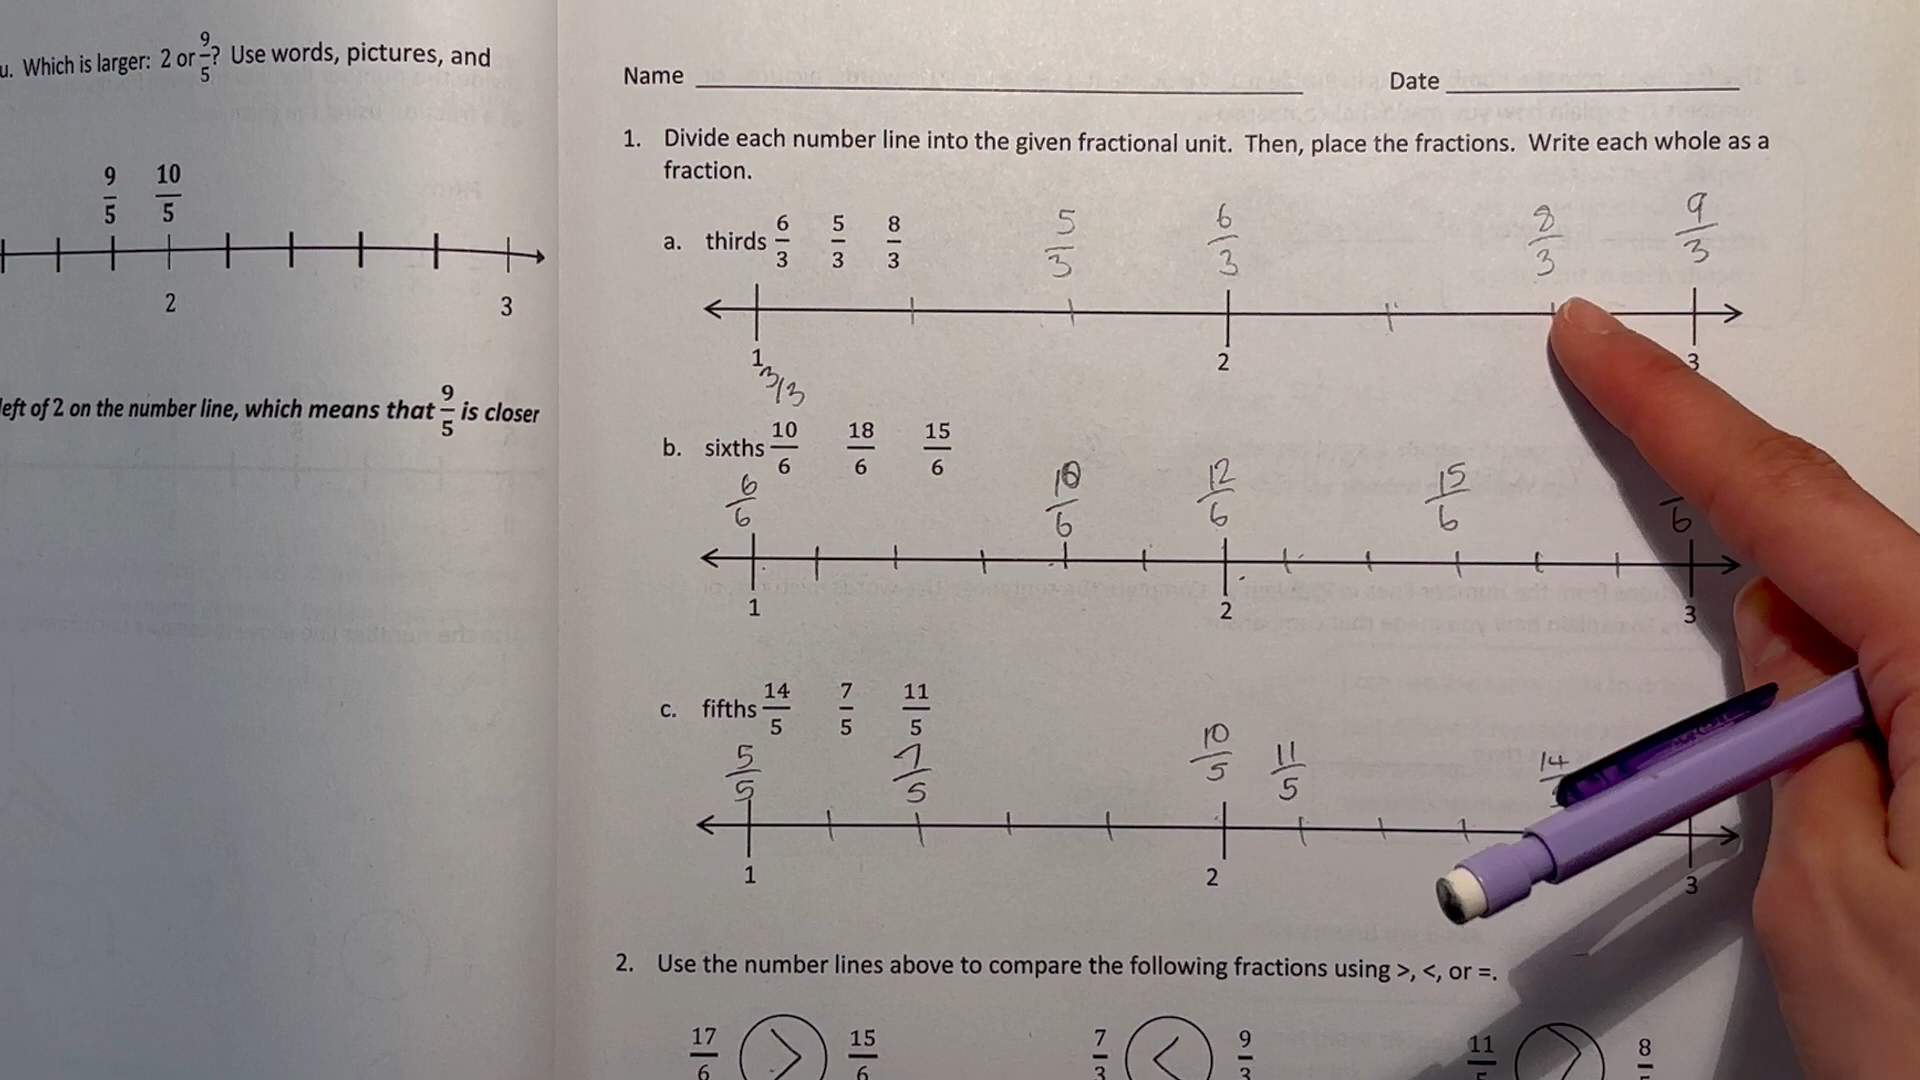 u. Which is larger: 2 or 9/5? Use words, pictures, and
9/5 10/5
2 3
left of 2 on the number line, which means that 9/5 is closer
Name Date
1. Divide each number line into the given fractional unit. Then, place the fractions. Write each whole as a
fraction.
a. thirds 6/3 5/3 8/3
5/3 6/3 8/3 9/3
1 2 3
3/3
b. sixths 10/6 18/6 15/6
6/6 10/6 12/6 15/6 /6
1 2 3
c. fifths 14/5 7/5 11/5
5/5 7/5 10/5 11/5 14
1 2 3
2. Use the number lines above to compare the following fractions using >, <, or =.
17/6 > 15/6 7/3 < 9/3 11/5 > 8